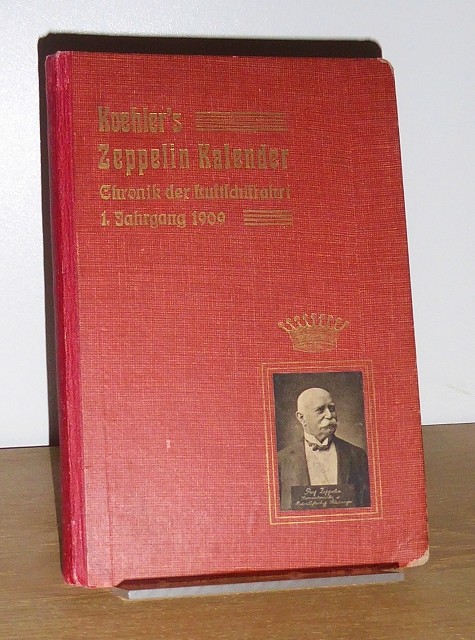 Koehler's
Zeppelin Kalender
Chronik der Luftschiffahrt
1. Jahrgang 1909
Graf Zeppelin